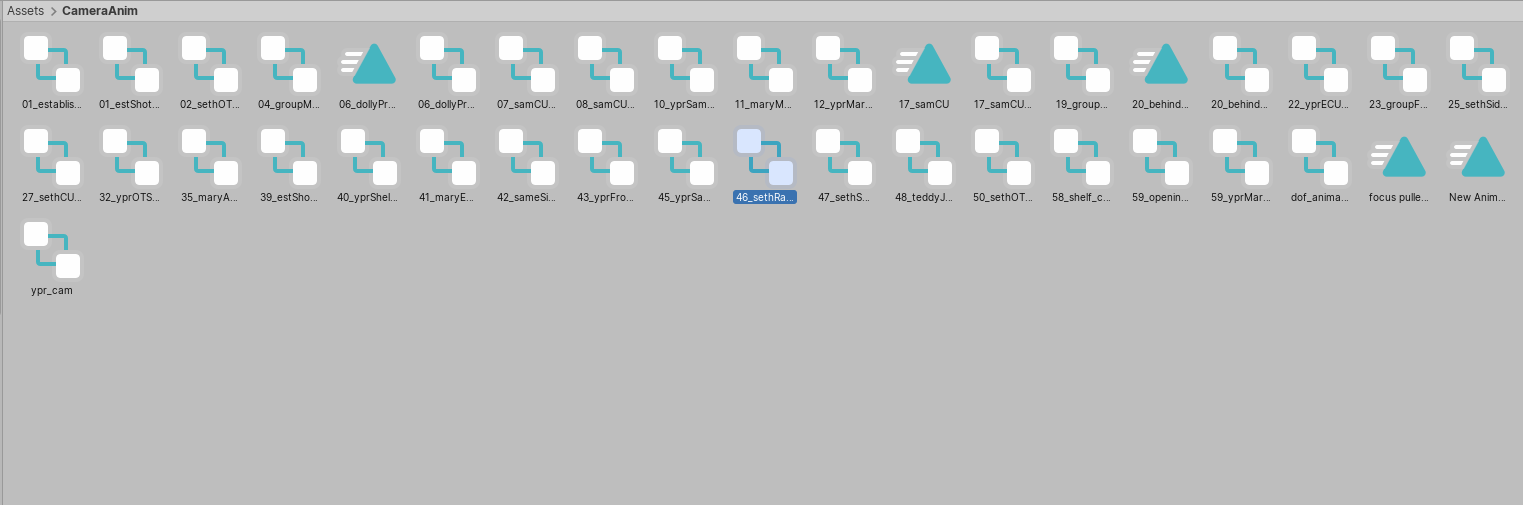 Assets > CameraAnim
01_establis... 01_estShot... 02_sethOT... 04_groupM... 06_dollyPr... 06_dollyPr... 07_samCU... 08_samCU... 10_yprSam... 11_maryM... 12_yprMar... 17_samCU 17_samCU... 19_group... 20_behind... 20_behind... 22_yprECU... 23_groupF... 25_sethSid...
27_sethCU... 32_yprOTS... 35_maryA... 39_estSho... 40_yprShel... 41_maryE... 42_sameSi... 43_yprFro... 45_yprSa... 46_sethRa... 47_sethS... 48_teddyJ... 50_sethOT... 58_shelf_c... 59_openin... 59_yprMar... dof_anima... focus pulle... New Anim...
ypr_cam